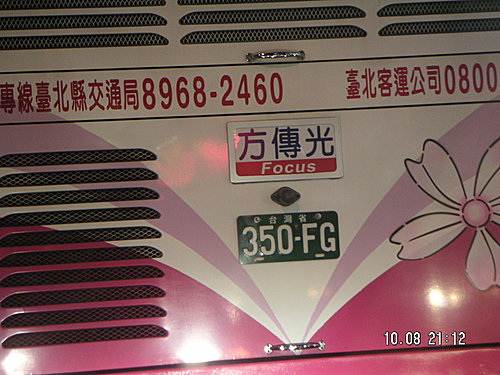 專線臺北縣交通局8968-2460
臺北客運公司0800
方傳光
Focus
台灣省
350-FG
10.08 21:12